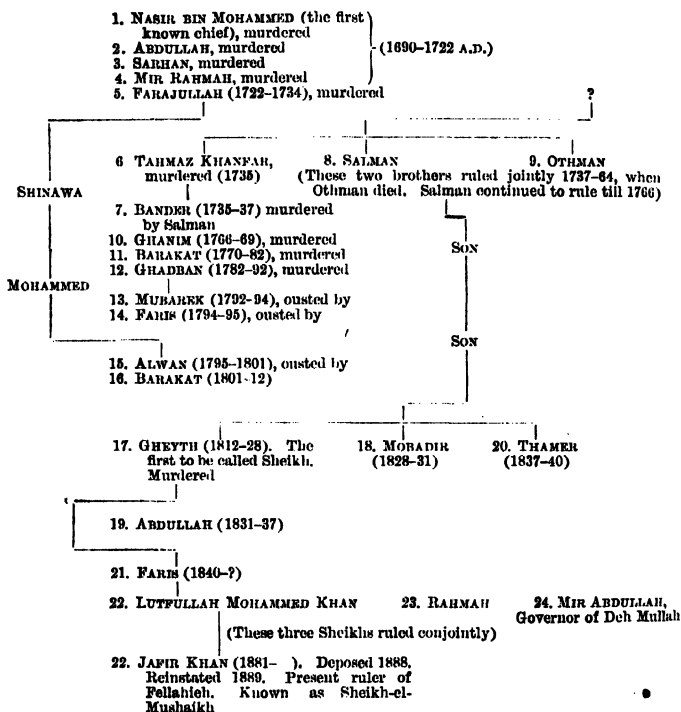 1. NASIR BIN MOHAMMED (the first
known chief), murdered
2. ABDULLAH, murdered
3. SARHAN, murdered
4. MIR RAHMAH, murdered
(1690–1722 A.D.)
5. FARAJULLAH (1722–1734), murdered
?
6 TAHMAZ KHANFAR,
murdered (1735)
8. SALMAN
9. OTHMAN
(These two brothers ruled jointly 1737–64, when
Othman died. Salman continued to rule till 1766)
SHINAWA
7. BANDER (1735–37) murdered
by Salman
10. GHANIM (1766–69), murdered
11. BARAKAT (1770–82), murdered
12. GHADBAN (1782–92), murdered
SON
MOHAMMED
13. MUBAREK (1792–94), ousted by
14. FARIS (1794–95), ousted by
SON
15. ALWAN (1795–1801), ousted by
16. BARAKAT (1801–12)
17. GHEYTH (1812–28). The
first to be called Sheikh.
Murdered
18. MOBADIR
(1828–31)
20. THAMER
(1837–40)
19. ABDULLAH (1831–37)
21. FARIS (1840–?)
22. LUTFULLAH MOHAMMED KHAN
23. RAHMAH
24. MIR ABDULLAH,
Governor of Deh Mullah
(These three Sheikhs ruled conjointly)
22. JAFIR KHAN (1881– ). Deposed 1888.
Reinstated 1889. Present ruler of
Fellahieh. Known as Sheikh-el-
Mushaikh